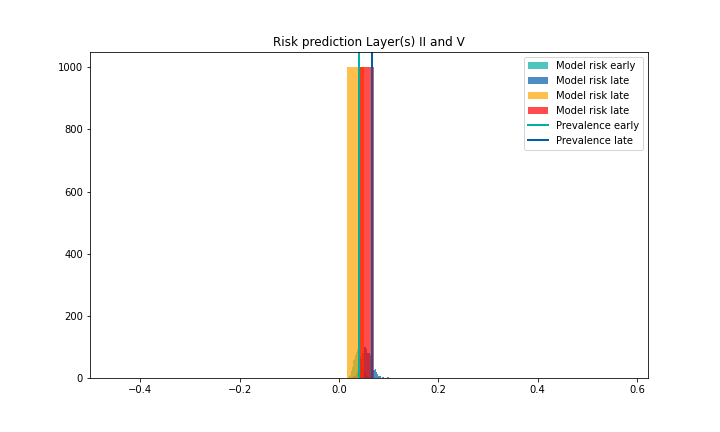 Risk prediction Layer(s) II and V
1000
800
600
400
200
0
−0.4
−0.2
0.0
0.2
0.4
0.6
Model risk early
Model risk late
Model risk late
Model risk late
Prevalence early
Prevalence late